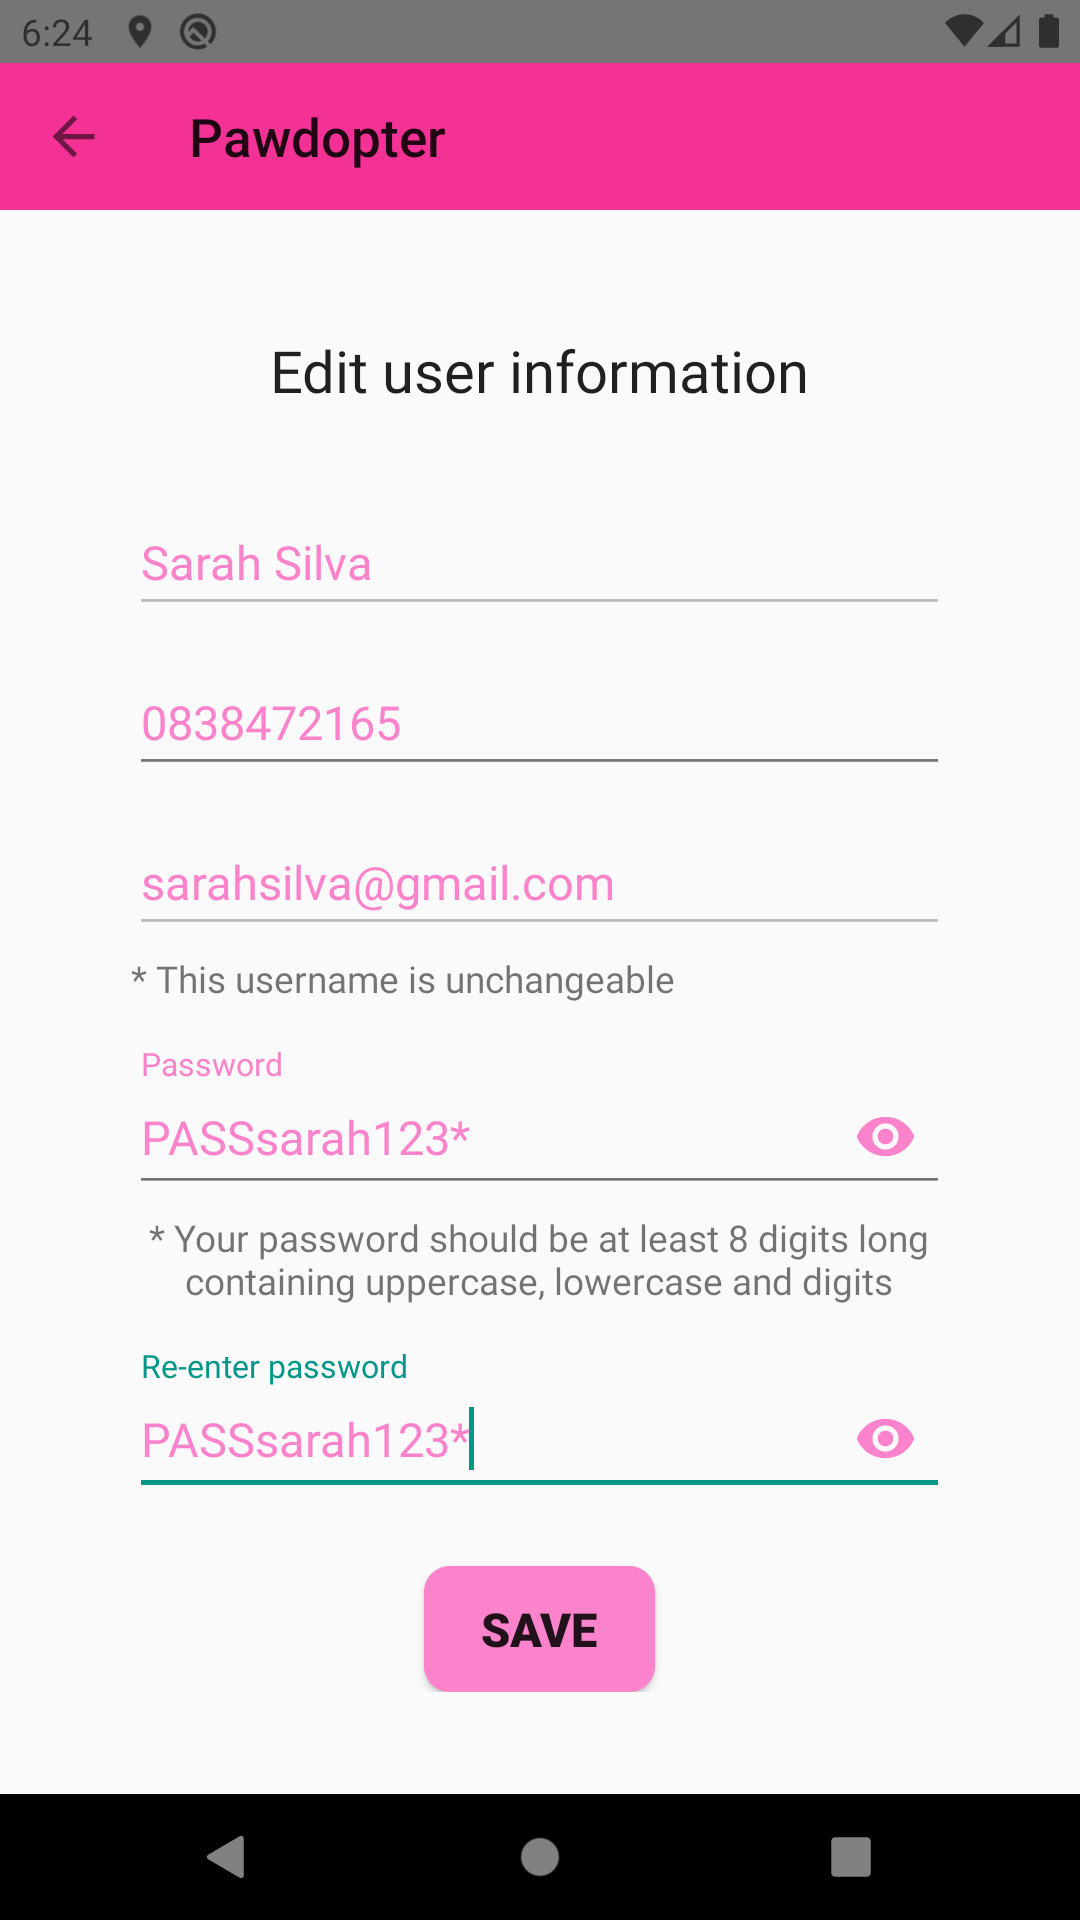 6:24
Pawdopter
Edit user information
Sarah Silva
0838472165
sarahsilva@gmail.com
* This username is unchangeable
Password
PASSsarah123*
* Your password should be at least 8 digits long
containing uppercase, lowercase and digits
Re-enter password
PASSsarah123*
SAVE